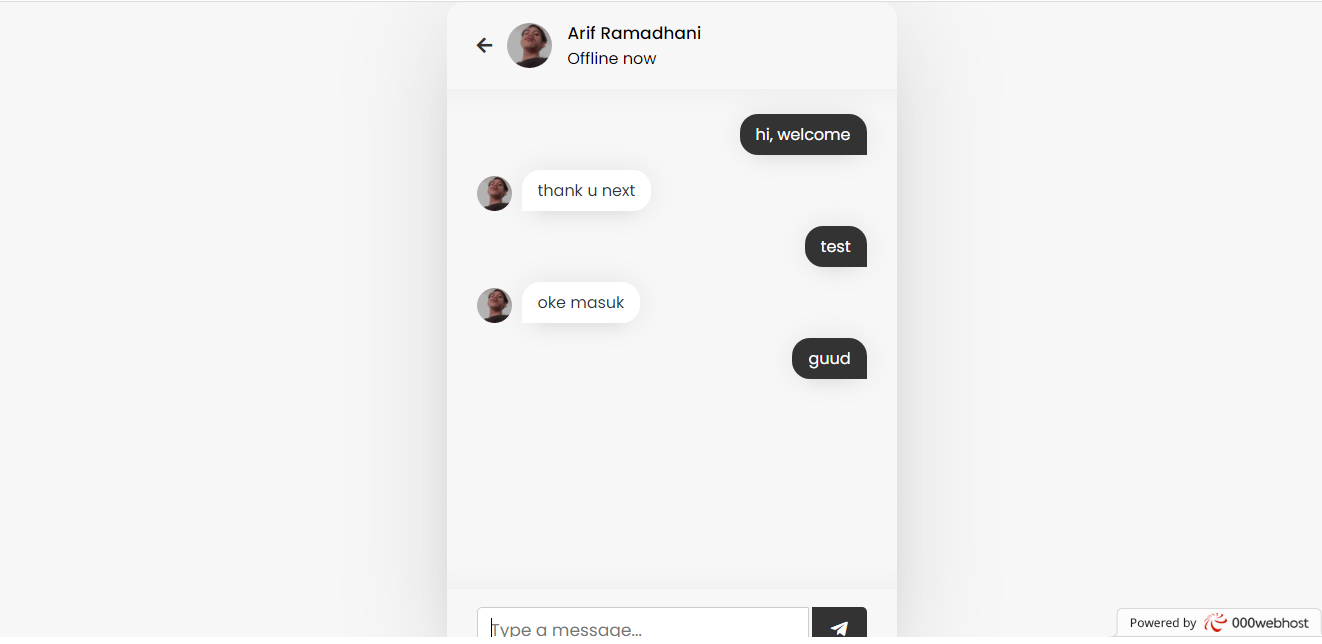 Arif Ramadhani
Offline now
hi, welcome
thank u next
test
oke masuk
guud
Type a message...
Powered by 000webhost